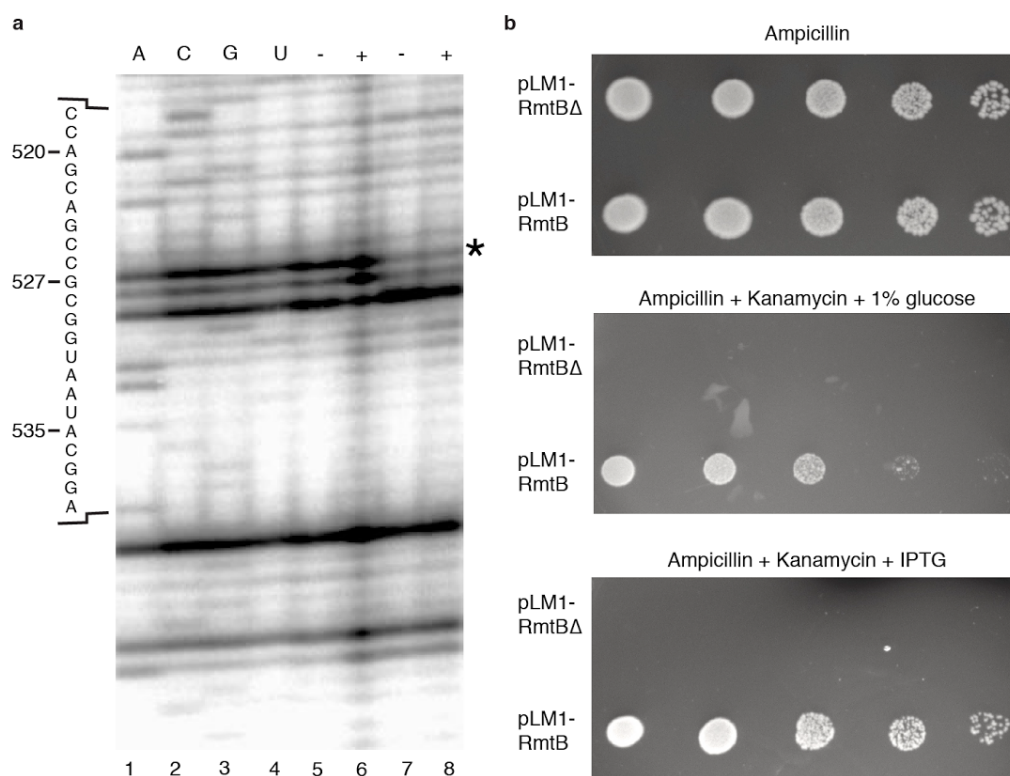 a
A C G U - + - +
C
C
520
A
G
C
A
G
C
C
527
G
C
G
G
U
A
A
U
535
A
C
G
G
A
*
1 2 3 4 5 6 7 8
b
Ampicillin
pLM1-
RmtBΔ
pLM1-
RmtB
Ampicillin + Kanamycin + 1% glucose
pLM1-
RmtBΔ
pLM1-
RmtB
Ampicillin + Kanamycin + IPTG
pLM1-
RmtBΔ
pLM1-
RmtB